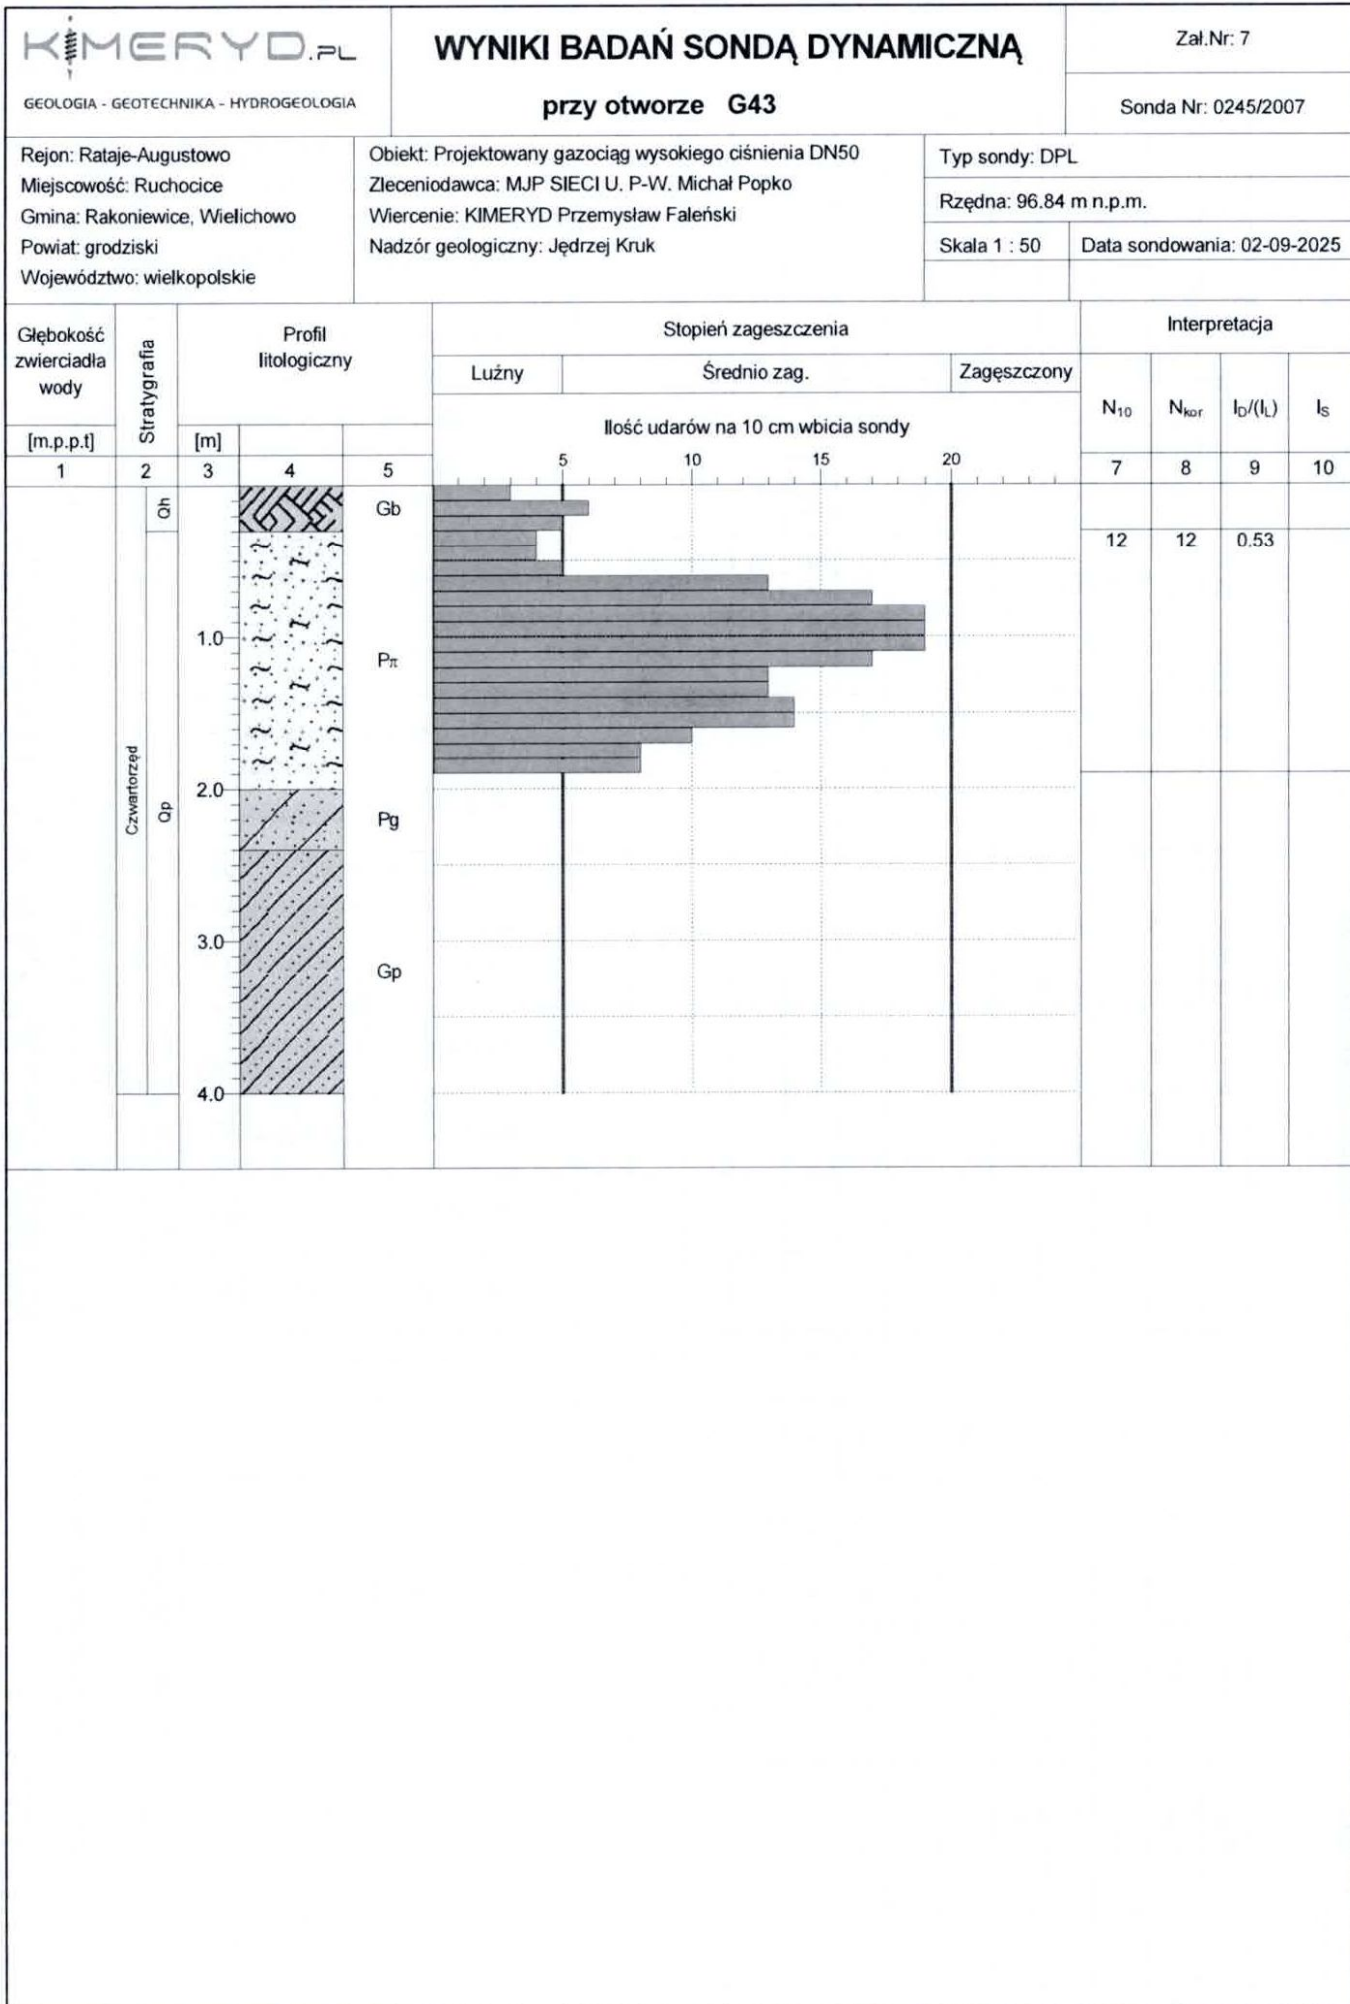 KIMERYD.PL
GEOLOGIA - GEOTECHNIKA - HYDROGEOLOGIA
WYNIKI BADAŃ SONDĄ DYNAMICZNĄ
przy otworze G43
Zał.Nr: 7
Sonda Nr: 0245/2007
Rejon: Rataje-Augustowo
Miejscowość: Ruchocice
Gmina: Rakoniewice, Wielichowo
Powiat: grodziski
Województwo: wielkopolskie
Obiekt: Projektowany gazociąg wysokiego ciśnienia DN50
Zleceniodawca: MJP SIECI U. P-W. Michał Popko
Wiercenie: KIMERYD Przemysław Faleński
Nadzór geologiczny: Jędrzej Kruk
Typ sondy: DPL
Rzędna: 96.84 m n.p.m.
Skala 1 : 50 Data sondowania: 02-09-2025
Głębokość
zwierciadła
wody
[m.p.p.t]
Stratygrafia
Profil
litologiczny
[m]
Stopień zageszczenia
Luźny Średnio zag. Zagęszczony
Ilość udarów na 10 cm wbicia sondy
5 10 15 20
Interpretacja
N10 Nkor ID/(IL) IS
1 2 3 4 5 7 8 9 10
Qh
Gb
12 12 0.53
1.0
Pπ
Czwartorzęd
Qp
2.0
Pg
3.0
Gp
4.0